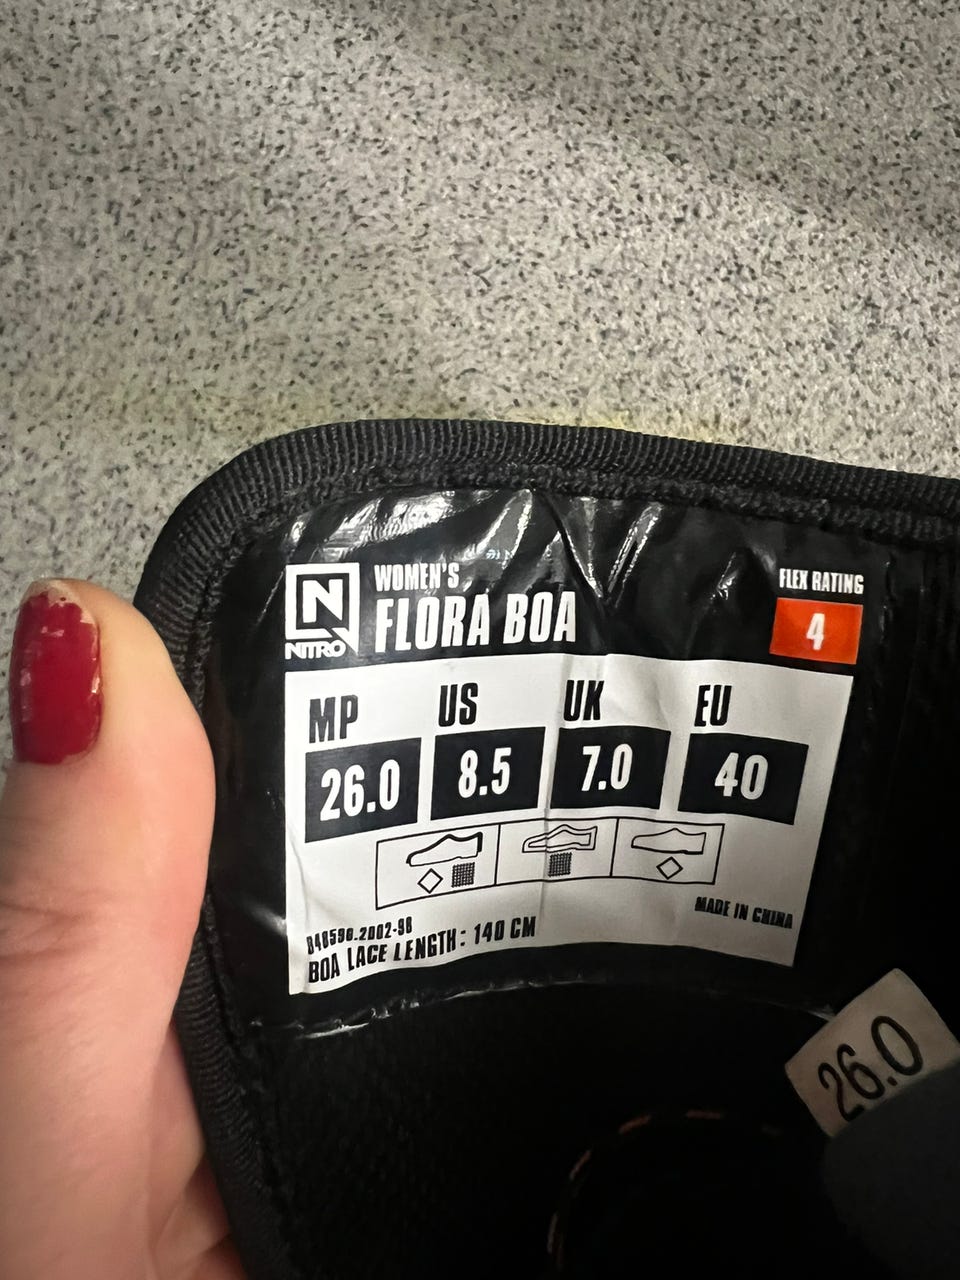 N
NITRO
WOMEN'S
FLORA BOA
FLEX RATING
4
MP US UK EU
26.0 8.5 7.0 40
MADE IN CHINA
BOA LACE LENGTH: 140 CM
26.0